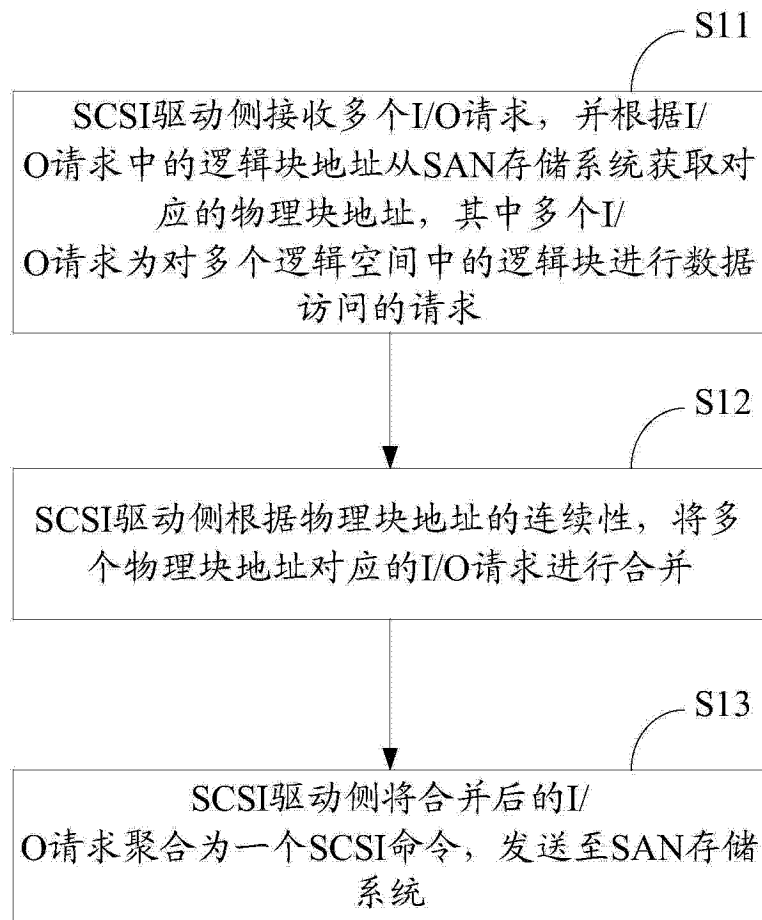 S11
SCSI驱动侧接收多个I/O请求，并根据I/
O请求中的逻辑块地址从SAN存储系统获取对
应的物理块地址，其中多个I/
O请求为对多个逻辑空间中的逻辑块进行数据
访问的请求
S12
SCSI驱动侧根据物理块地址的连续性，将多
个物理块地址对应的I/O请求进行合并
S13
SCSI驱动侧将合并后的I/
O请求聚合为一个SCSI命令，发送至SAN存储
系统